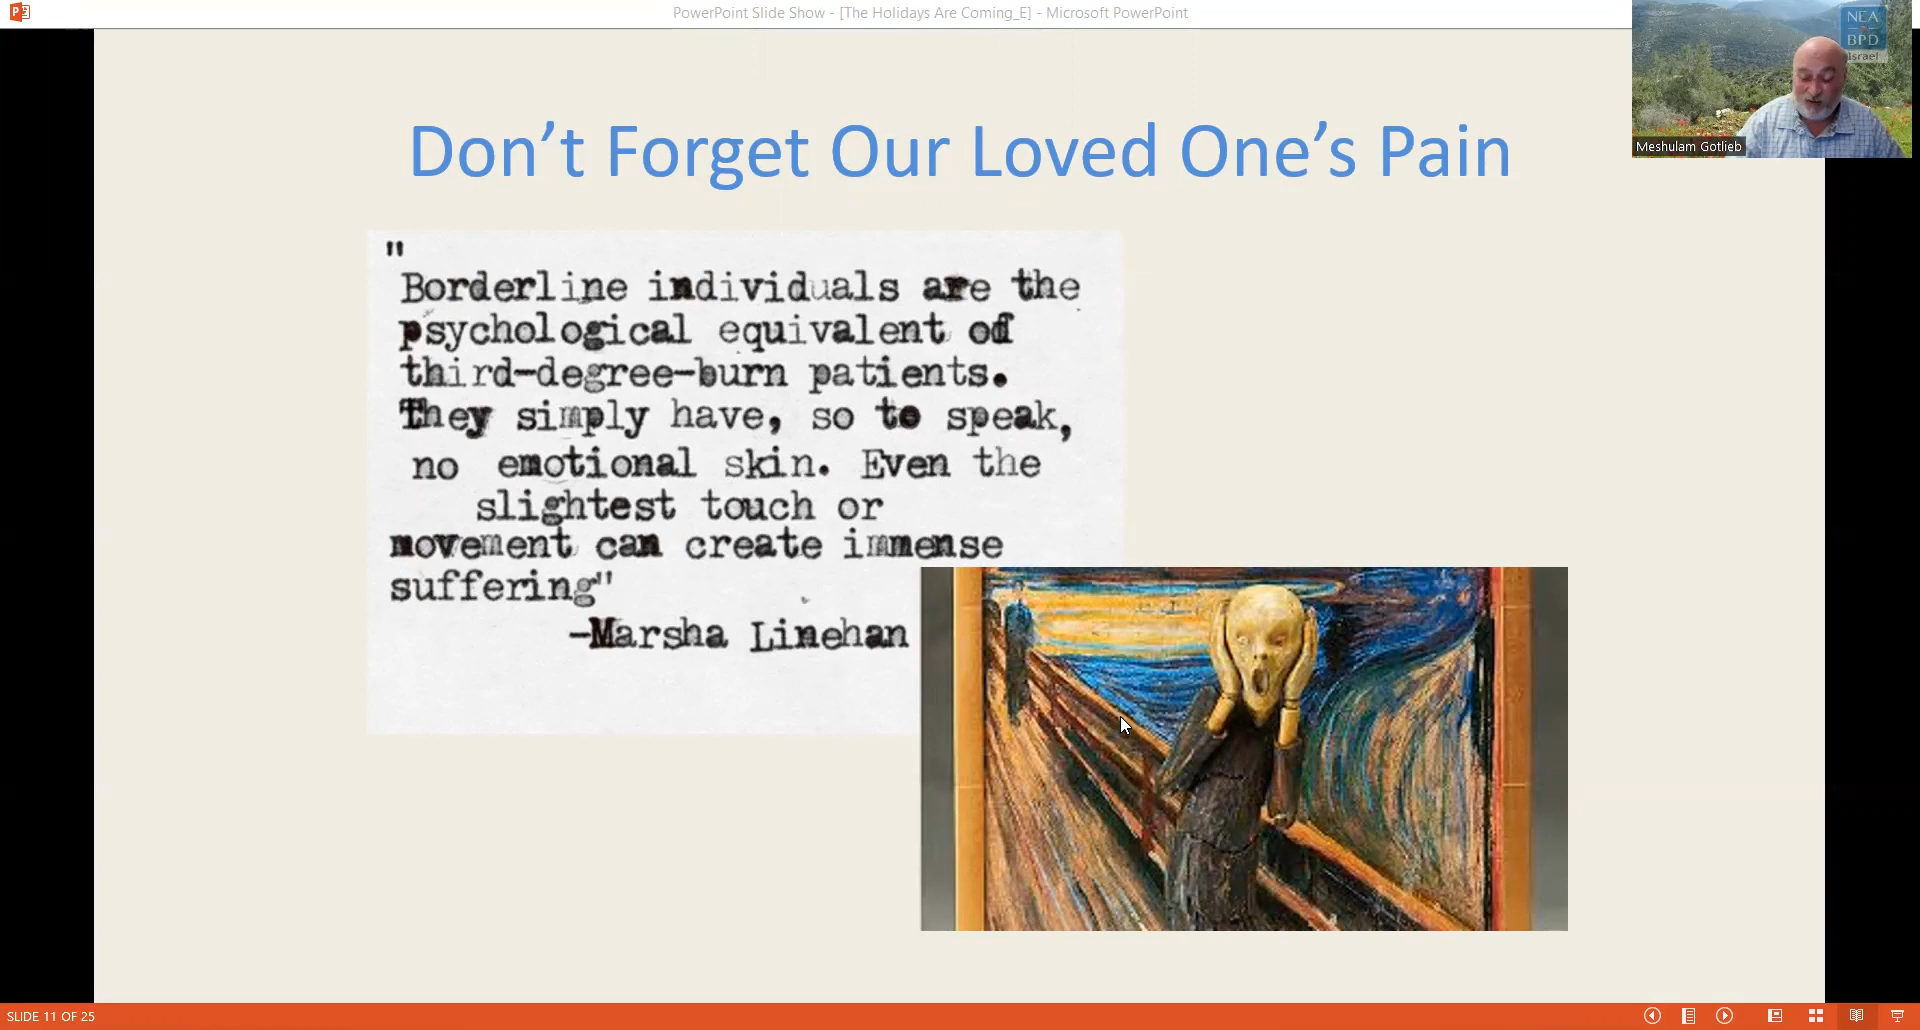 PowerPoint Slide Show - [The Holidays Are Coming_E] - Microsoft PowerPoint
NEA
BPD
Israel
Meshulam Gotlieb
Don’t Forget Our Loved One’s Pain
"
Borderline individuals are the
psychological equivalent of
third-degree-burn patients.
They simply have, so to speak,
no emotional skin. Even the
slightest touch or
movement can create immense
suffering"
-Marsha Linehan
SLIDE 11 OF 25